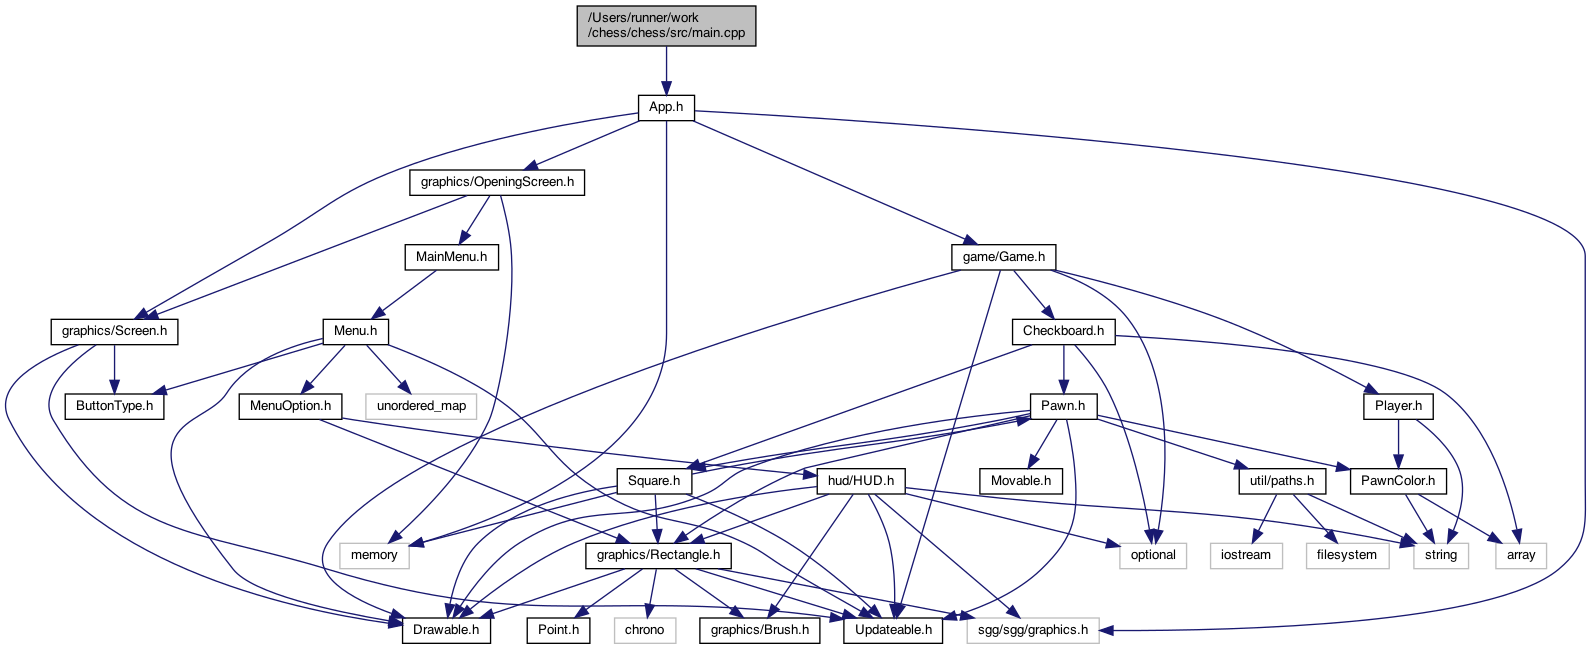 /Users/runner/work
/chess/chess/src/main.cpp
App.h
graphics/OpeningScreen.h
MainMenu.h
game/Game.h
graphics/Screen.h
Menu.h
Checkboard.h
ButtonType.h
MenuOption.h
unordered_map
Pawn.h
Player.h
Square.h
hud/HUD.h
Movable.h
util/paths.h
PawnColor.h
memory
graphics/Rectangle.h
optional
iostream
filesystem
string
array
Drawable.h
Point.h
chrono
graphics/Brush.h
Updateable.h
sgg/sgg/graphics.h